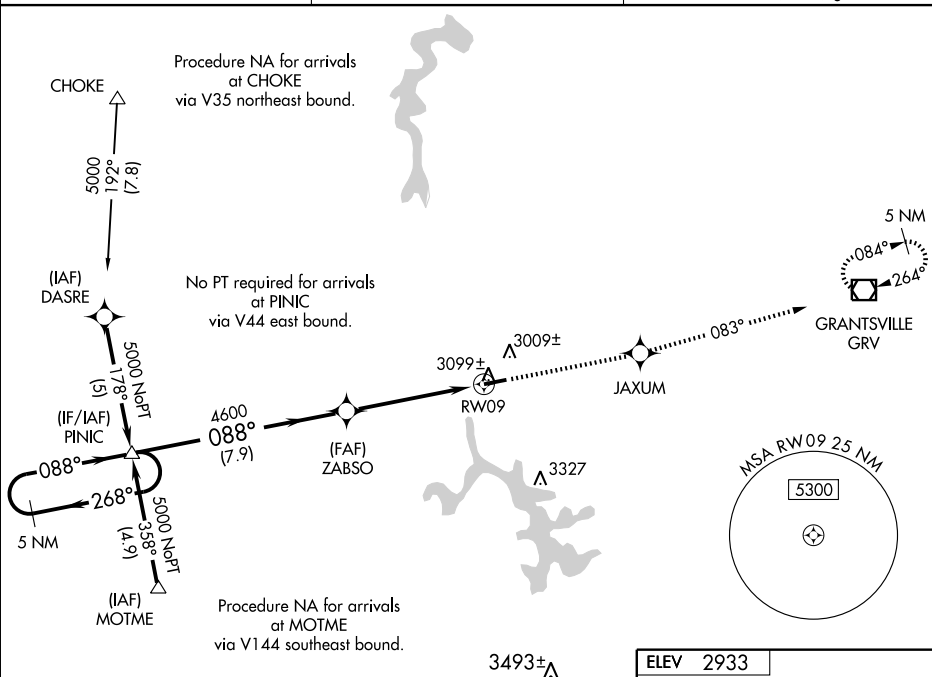 Procedure NA for arrivals
at CHOKE
via V35 northeast bound.
CHOKE
5000
192°
(7.8)
5 NM
084°
264°
GRANTSVILLE
GRV
(IAF)
DASRE
No PT required for arrivals
at PINIC
via V44 east bound.
5000 NoPT
178°
(5)
083°
3009±
3099±
RW09
JAXUM
(IF/IAF)
PINIC
4600
088°
(7.9)
(FAF)
ZABSO
088°
268°
5 NM
3327
MSA RW09 25 NM
5300
5000 NoPT
358°
(4.9)
(IAF)
MOTME
Procedure NA for arrivals
at MOTME
via V144 southeast bound.
3493±
ELEV 2933